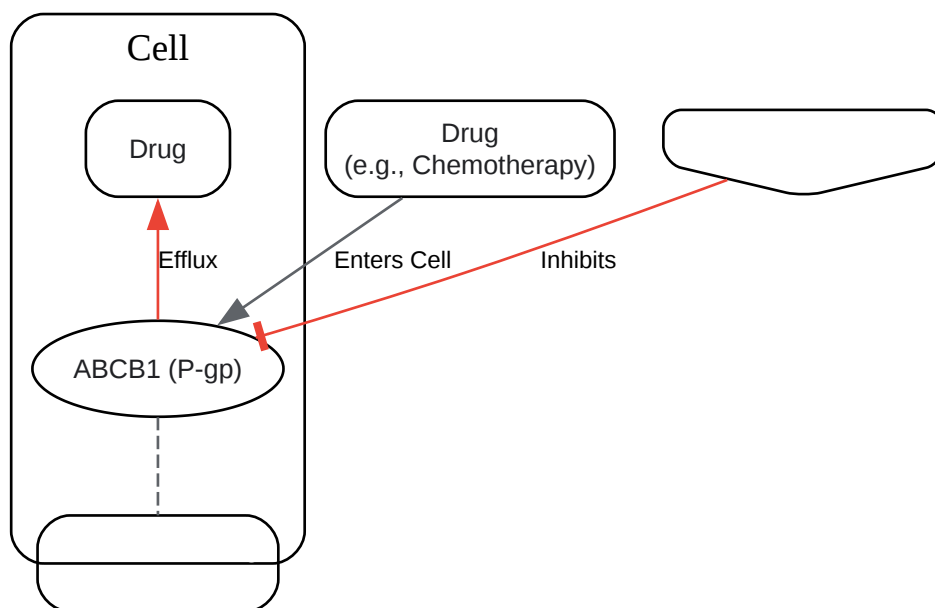 Cell
Drug
Drug
(e.g., Chemotherapy)
Efflux
Enters Cell
Inhibits
ABCB1 (P-gp)